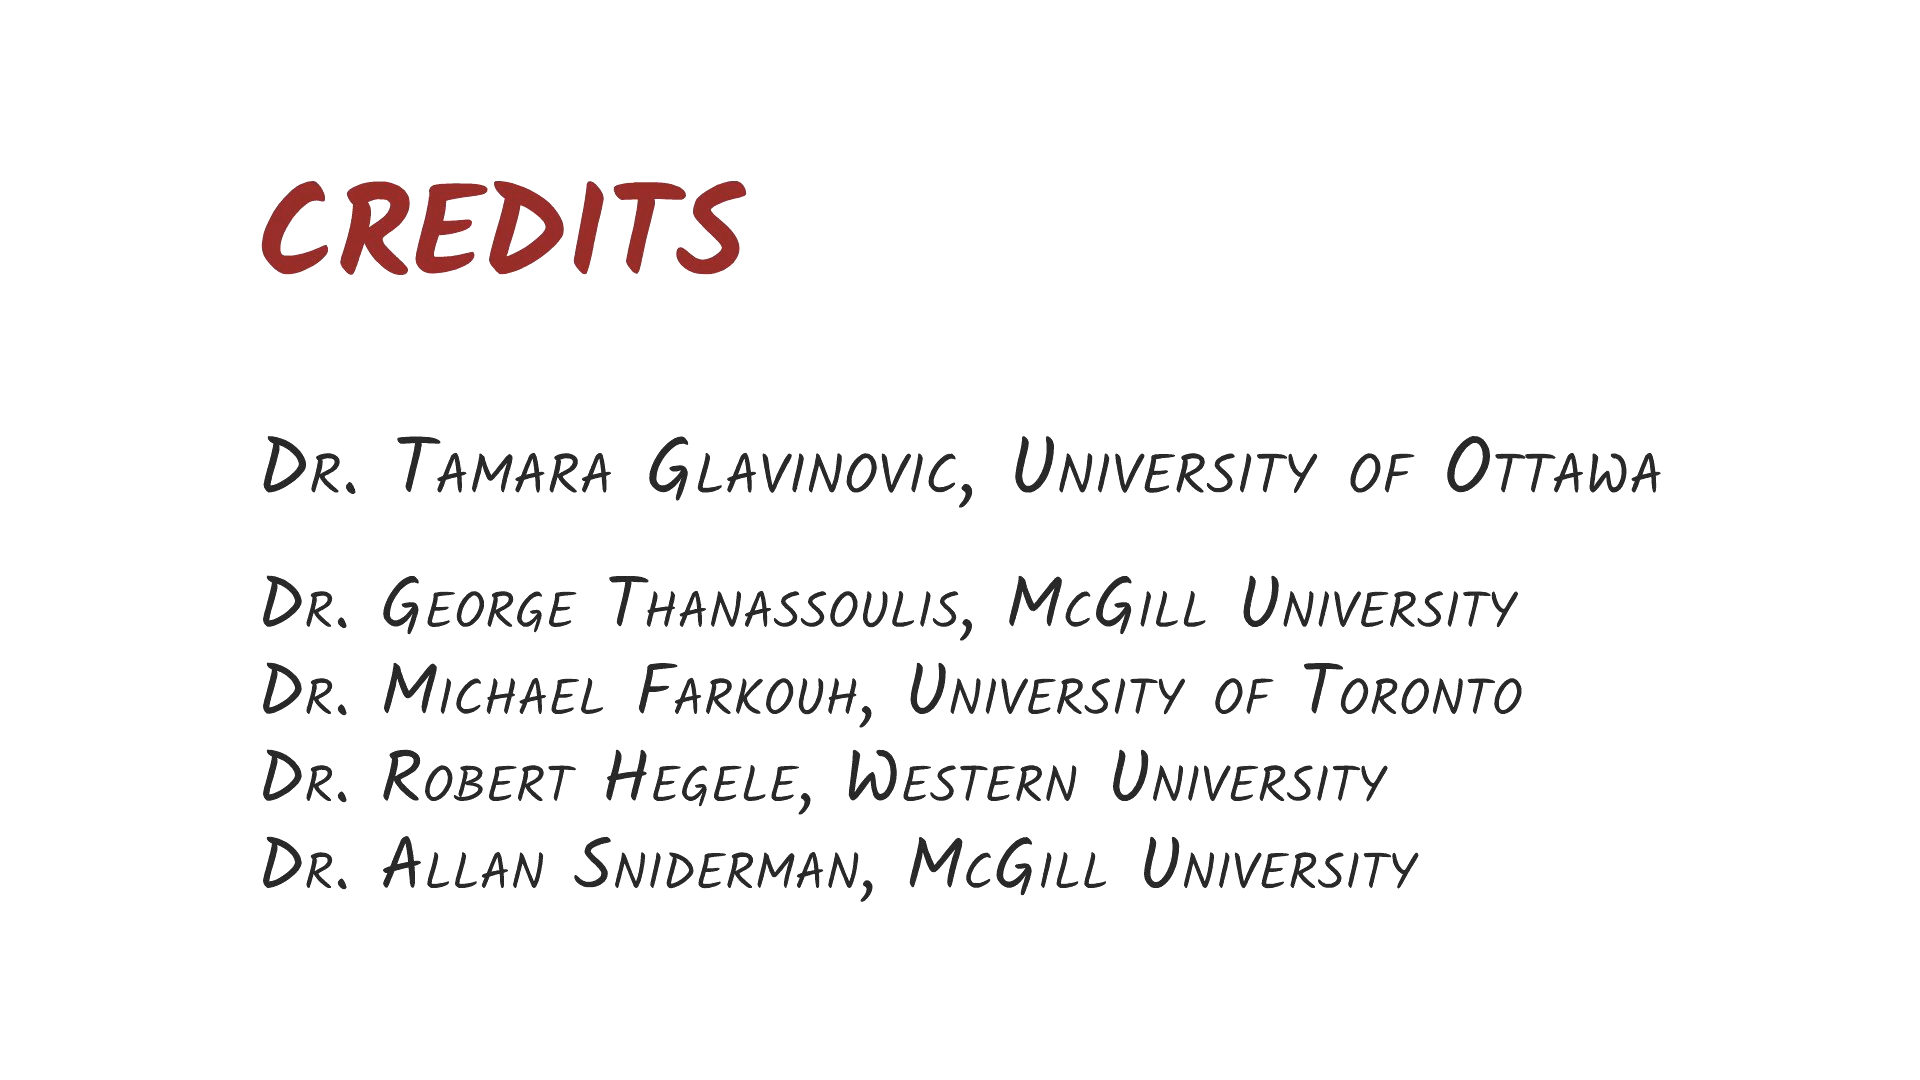 CREDITS
Dr. Tamara Glavinovic, University of Ottawa
Dr. George Thanassoulis, McGill University
Dr. Michael Farkouh, University of Toronto
Dr. Robert Hegele, Western University
Dr. Allan Sniderman, McGill University